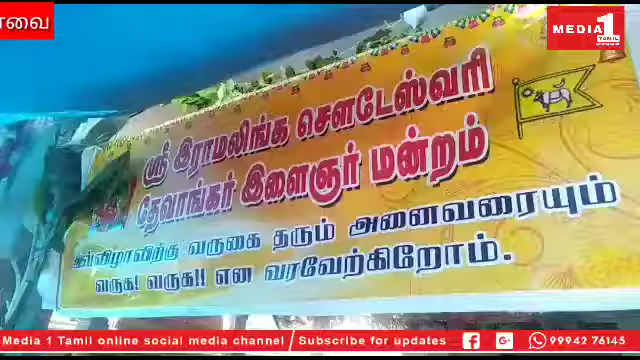 MEDIA 1
TAMIL
ஸ்ரீ இராமலிங்க சௌடேஸ்வரி
தேவாங்கர் இளைஞர் மன்றம்
இவ்விழாவிற்கு வருகை தரும் அனைவரையும்
வருக! வருக!! என வரவேற்கிறோம்.
Media 1 Tamil online social media channel / Subscribe for updates 99942 76145